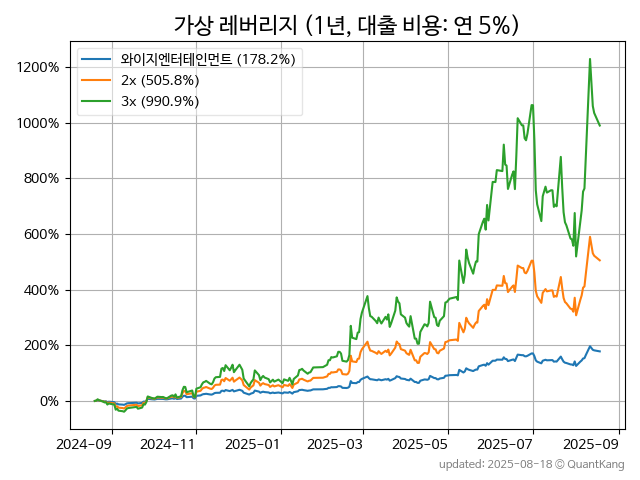 가상 레버리지 (1년, 대출 비용: 연 5%)
와이지엔터테인먼트 (178.2%)
2x (505.8%)
3x (990.9%)
1200%
1000%
800%
600%
400%
200%
0%
2024-09 2024-11 2025-01 2025-03 2025-05 2025-07 2025-09
updated: 2025-08-18 © QuantKang